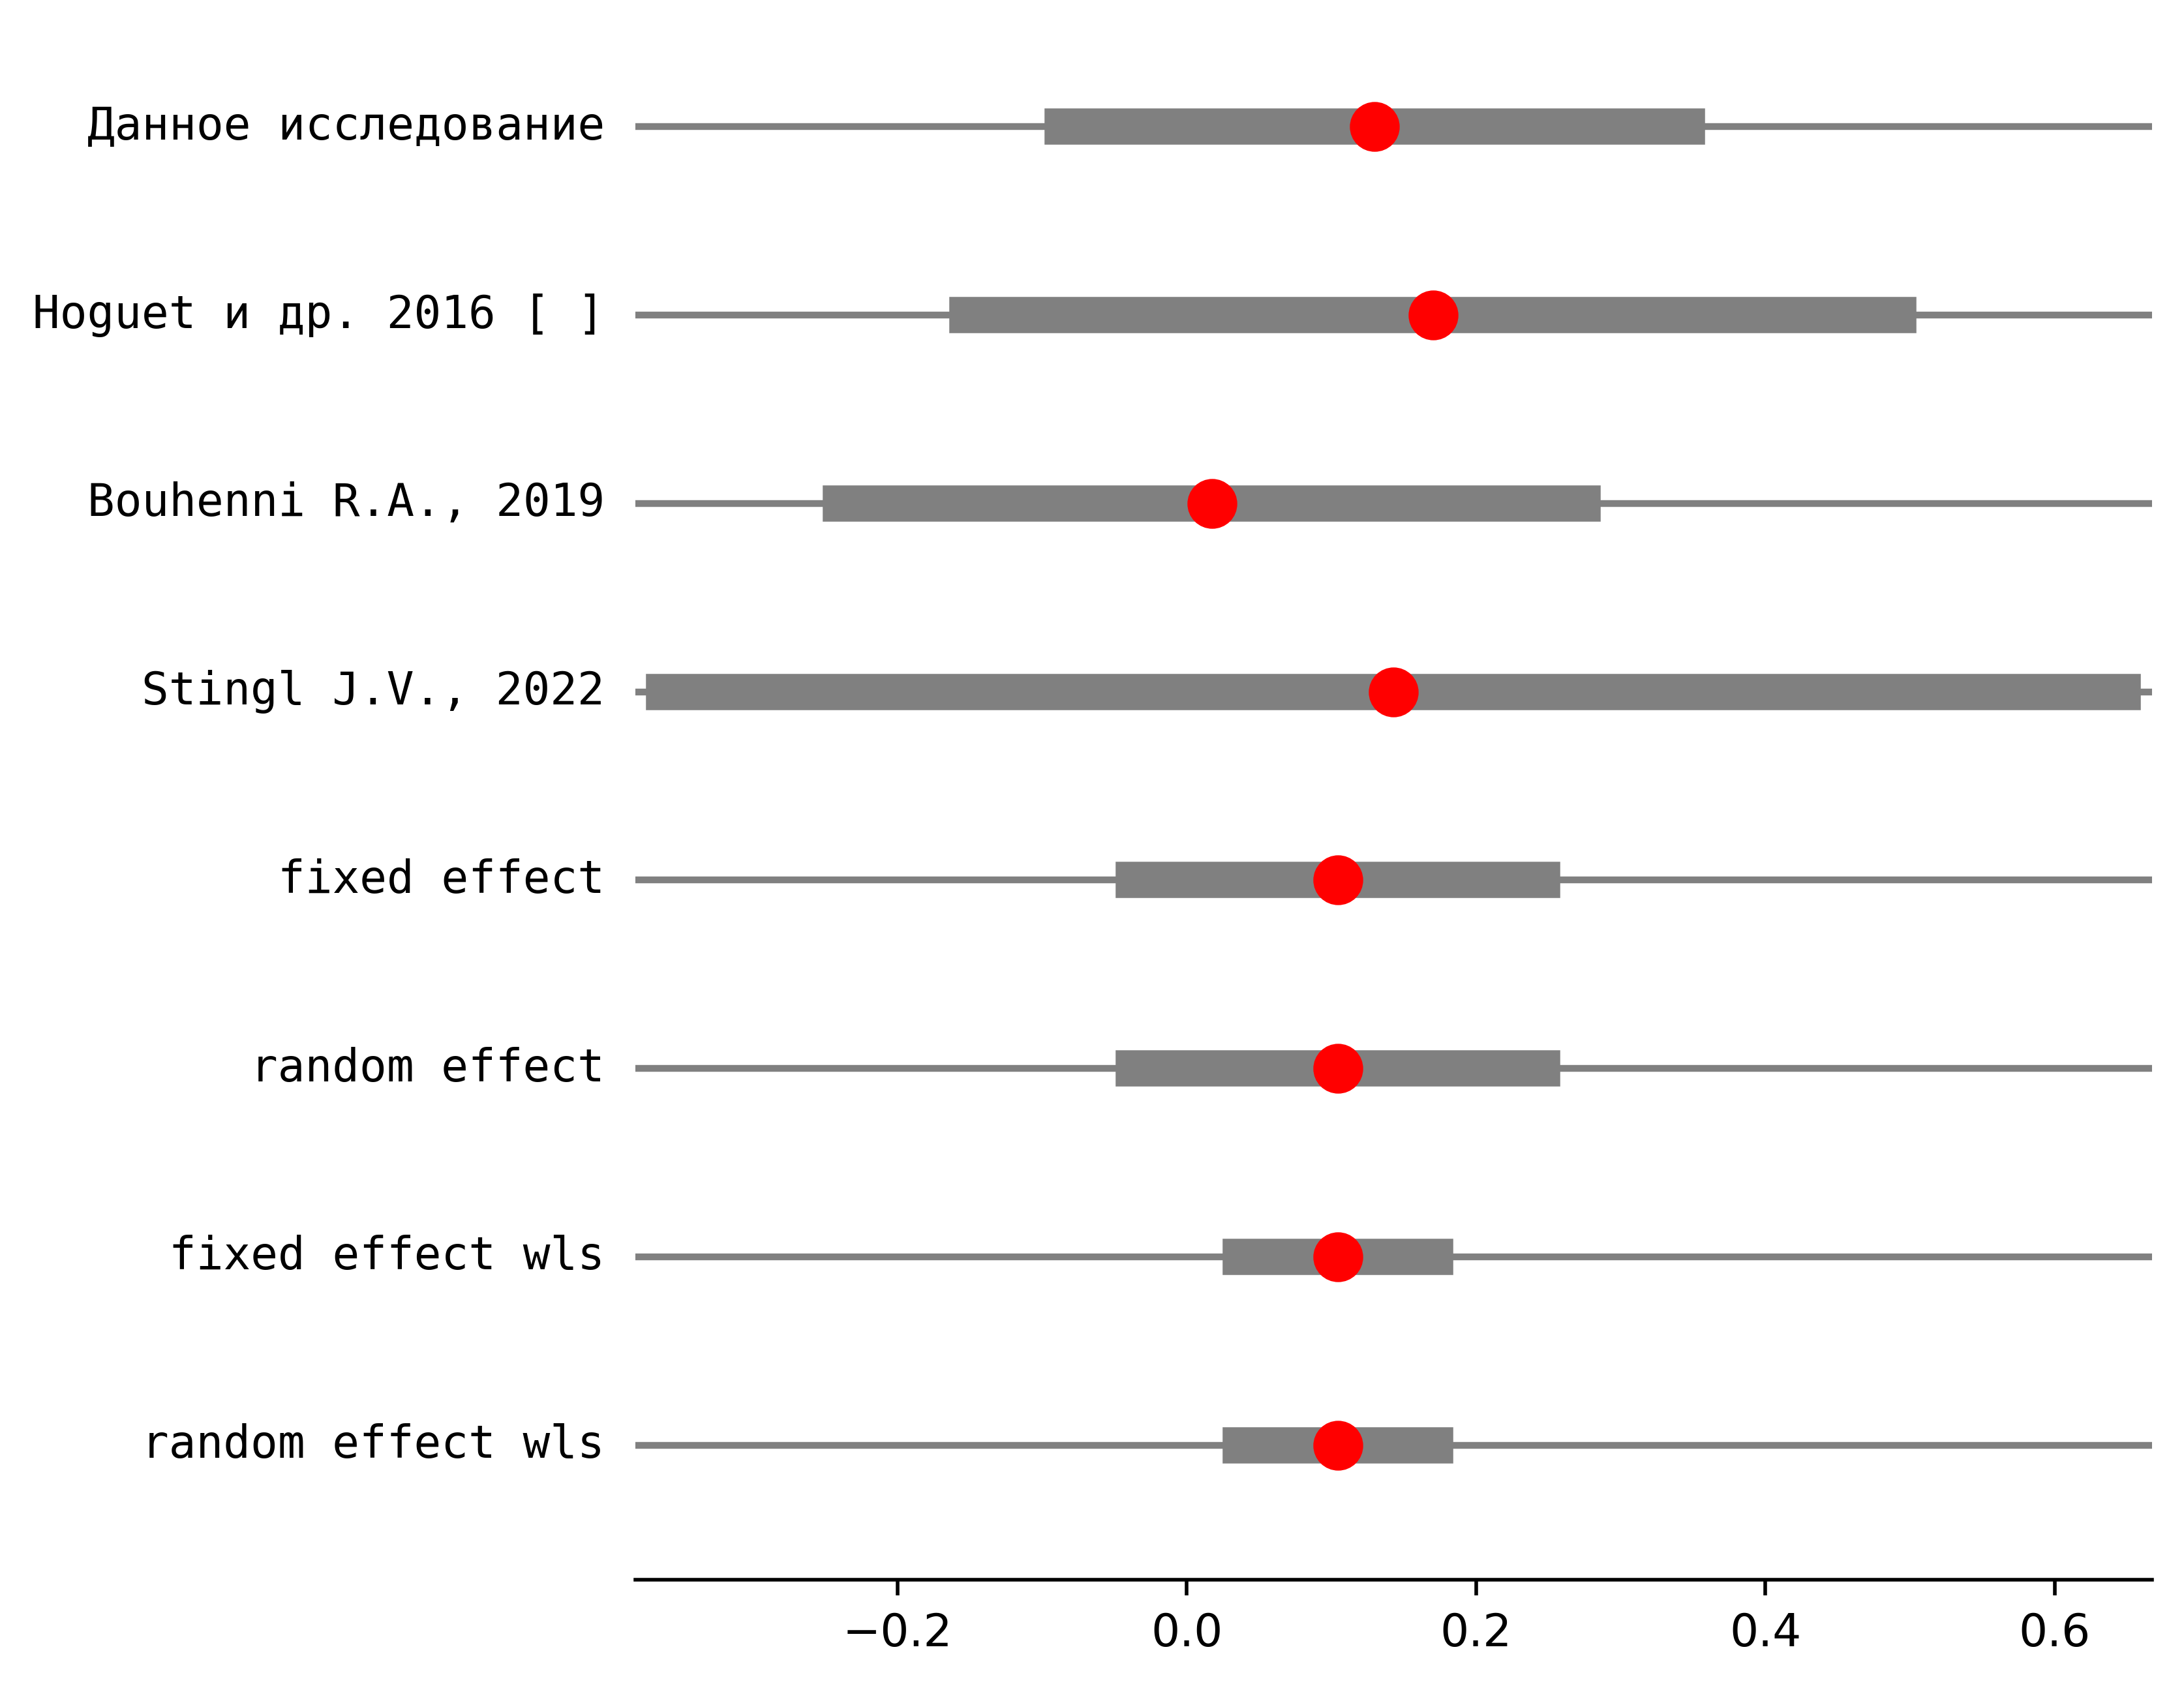 Данное исследование
Hoguet и др. 2016 [ ]
Bouhenni R.A., 2019
Stingl J.V., 2022
fixed effect
random effect
fixed effect wls
random effect wls
−0.2 0.0 0.2 0.4 0.6